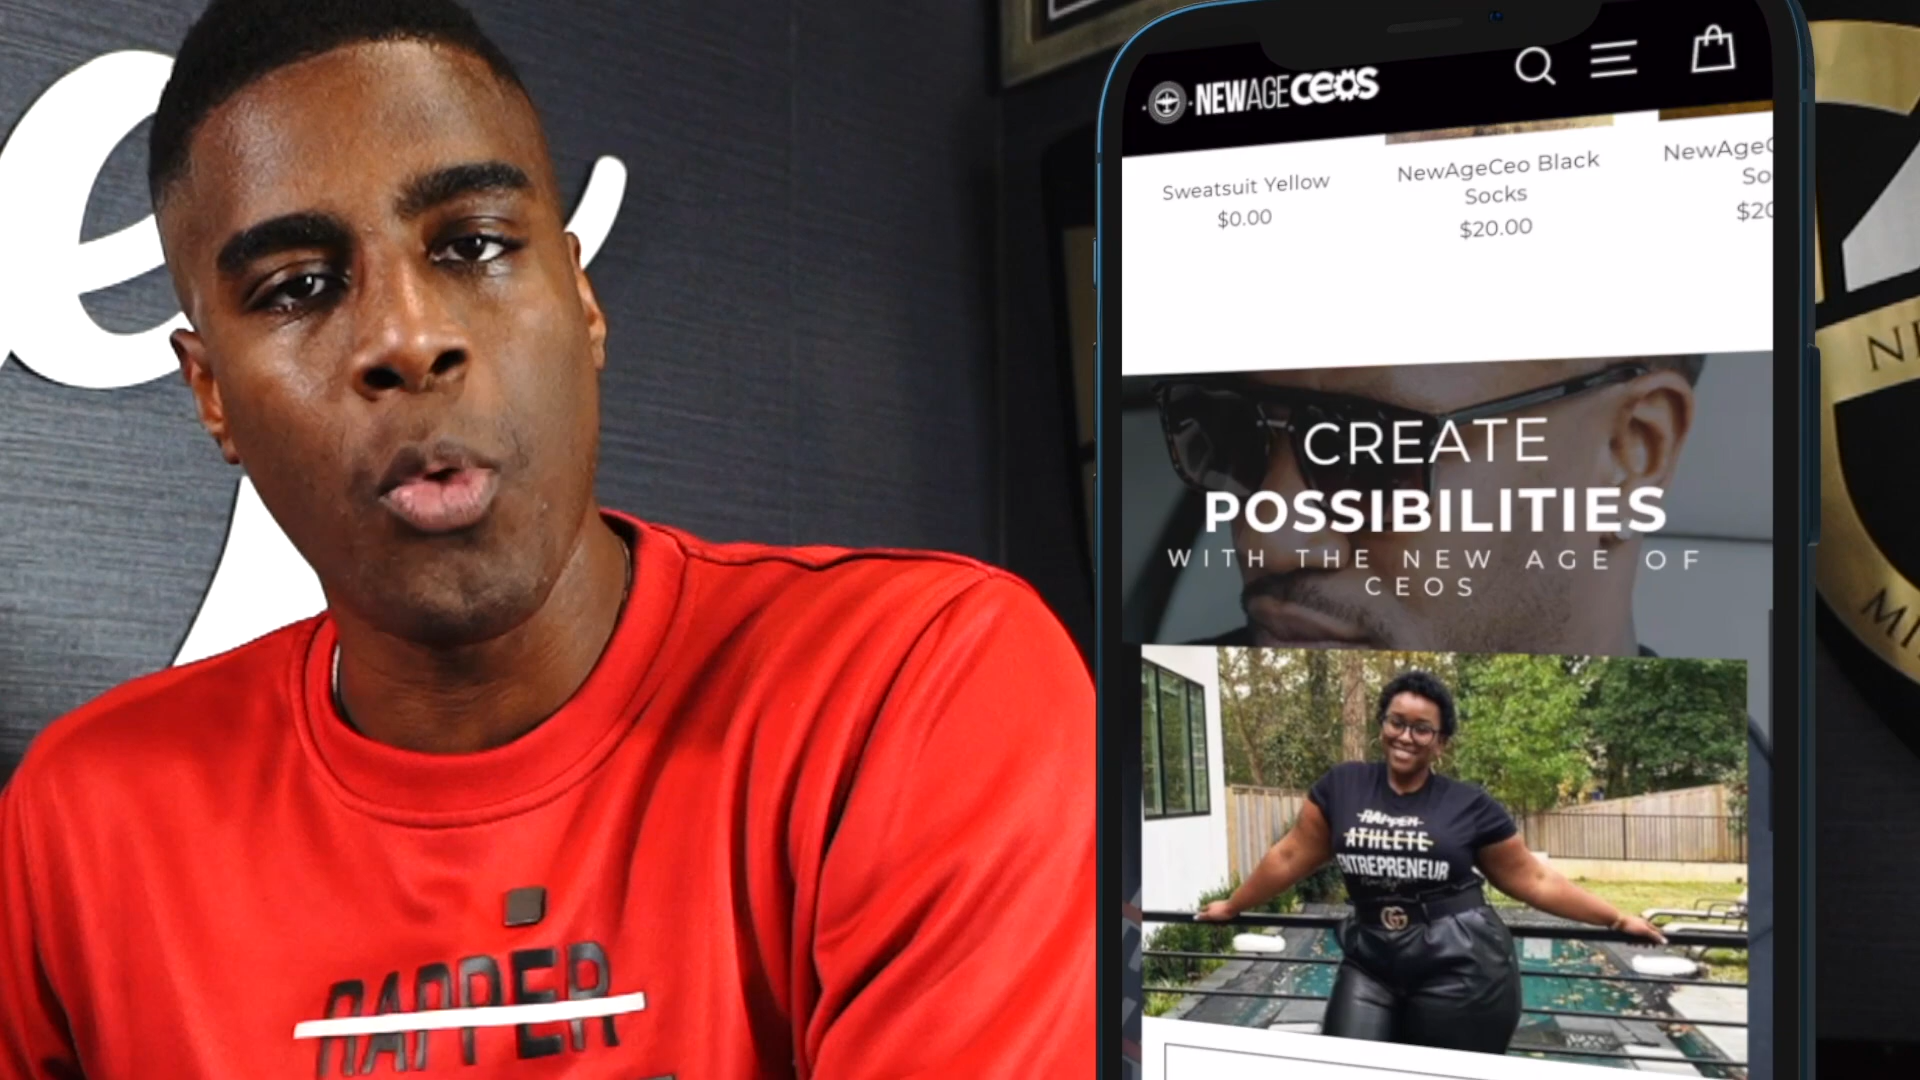 NEWAGECEOS
Sweatsuit Yellow
$0.00
NewAgeCeo Black
Socks
$20.00
CREATE
POSSIBILITIES
WITH THE NEW AGE OF
CEOS
RAPPER
ATHLETE
ENTREPRENEUR
RAPPER